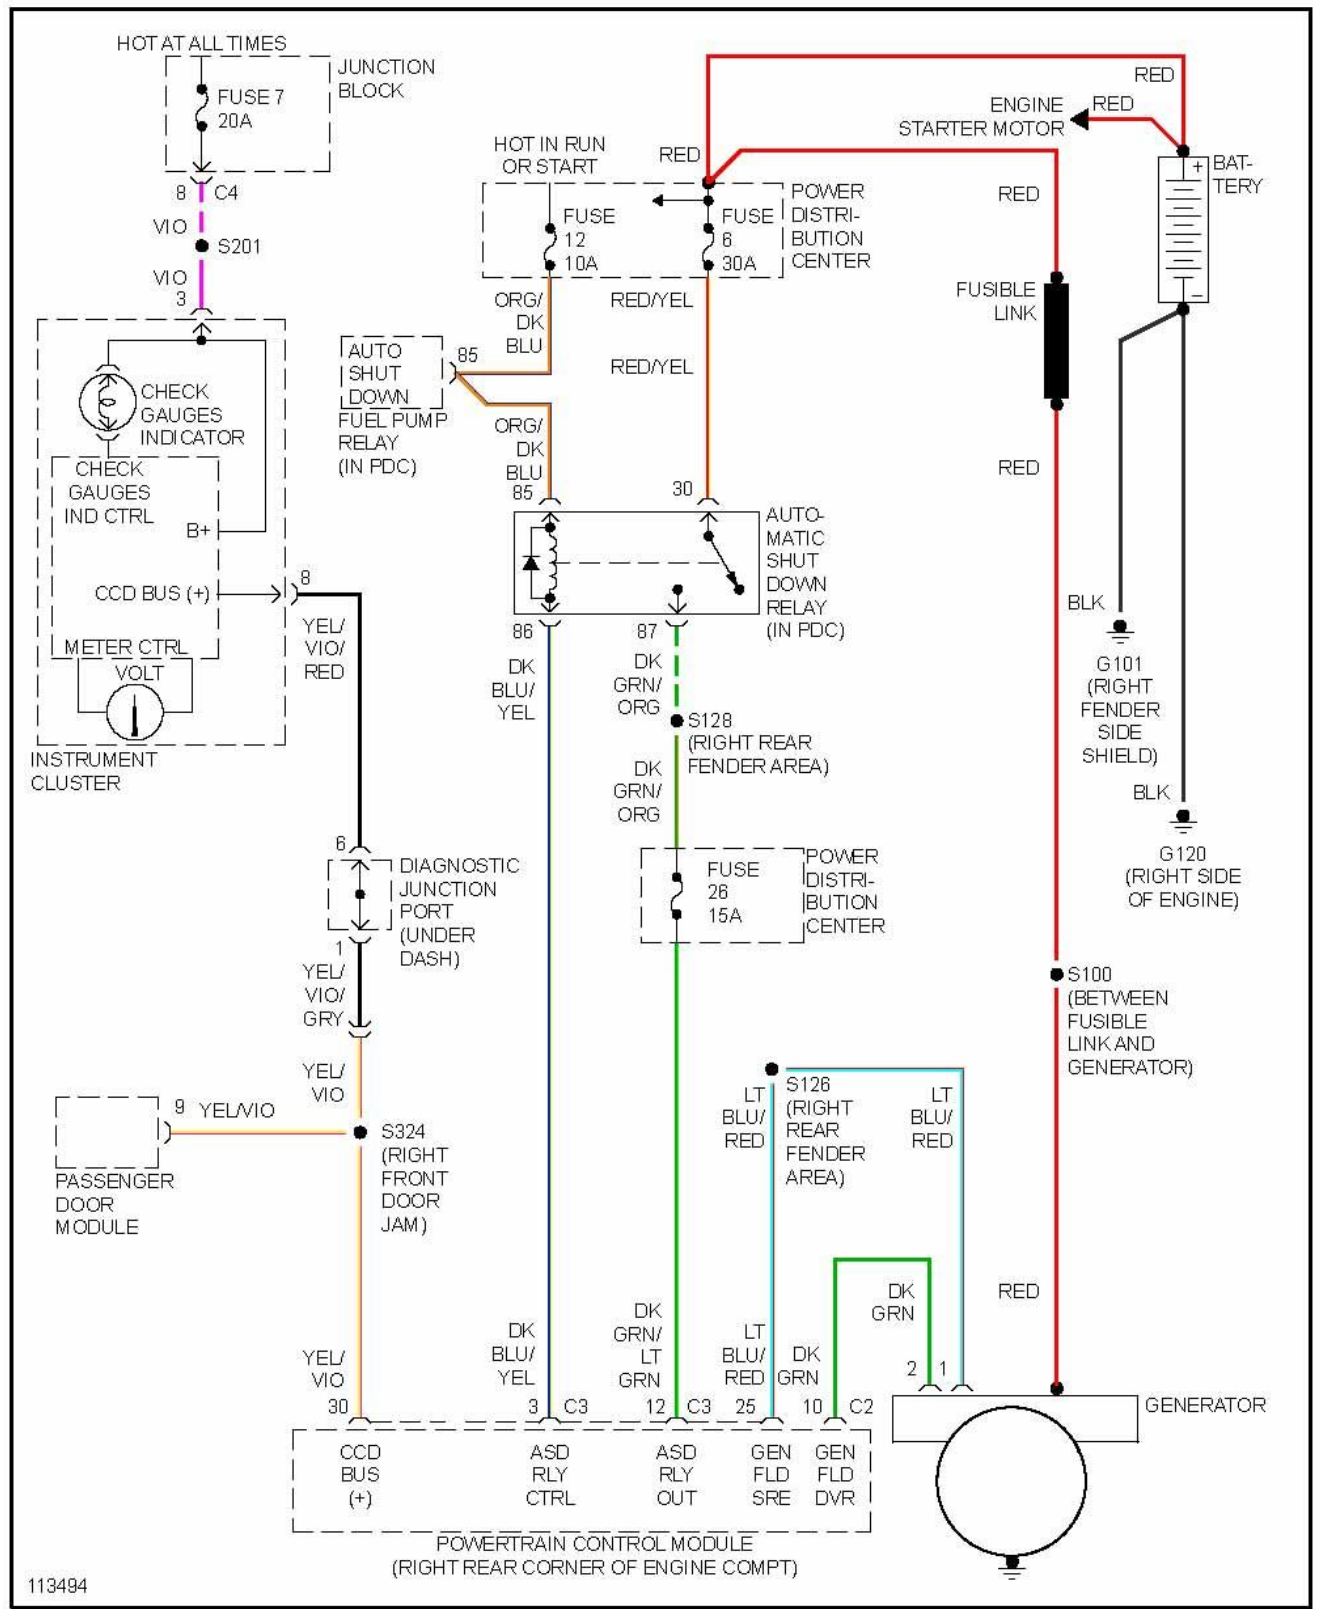 HOT AT ALL TIMES
FUSE 7
20A
JUNCTION
BLOCK
8 C4
VIO
S201
VIO
3
CHECK
GAUGES
INDICATOR
CHECK
GAUGES
IND CTRL
B+
CCD BUS (+)
8
METER CTRL
VOLT
INSTRUMENT
CLUSTER
YEL/
VIO/
RED
6
DIAGNOSTIC
JUNCTION
PORT
(UNDER
DASH)
1
YEL/
VIO/
GRY
YEL/
VIO
9 YEL/VIO
PASSENGER
DOOR
MODULE
S324
(RIGHT
FRONT
DOOR
JAM)
YEL/
VIO
30
HOT IN RUN
OR START
FUSE
12
10A
RED
FUSE
6
30A
POWER
DISTRI-
BUTION
CENTER
ORG/
DK
BLU
RED/YEL
RED/YEL
AUTO
SHUT
DOWN
FUEL PUMP
RELAY
(IN PDC)
85
ORG/
DK
BLU
85
30
AUTO-
MATIC
SHUT
DOWN
RELAY
(IN PDC)
86
87
DK
BLU/
YEL
DK
GRN/
ORG
S128
(RIGHT REAR
FENDER AREA)
DK
GRN/
ORG
FUSE
26
15A
POWER
DISTRI-
BUTION
CENTER
RED
ENGINE
STARTER MOTOR
RED
+
BAT-
TERY
–
RED
FUSIBLE
LINK
RED
BLK
G101
(RIGHT
FENDER
SIDE
SHIELD)
BLK
G120
(RIGHT SIDE
OF ENGINE)
S100
(BETWEEN
FUSIBLE
LINK AND
GENERATOR)
LT
BLU/
RED
S126
(RIGHT
REAR
FENDER
AREA)
LT
BLU/
RED
DK
GRN
RED
2 1
GENERATOR
DK
BLU/
YEL
DK
GRN/
LT
GRN
LT
BLU/
RED
DK
GRN
3 C3
12 C3
25
10 C2
CCD
BUS
(+)
ASD
RLY
CTRL
ASD
RLY
OUT
GEN
FLD
SRE
GEN
FLD
DVR
POWERTRAIN CONTROL MODULE
(RIGHT REAR CORNER OF ENGINE COMPT)
113494